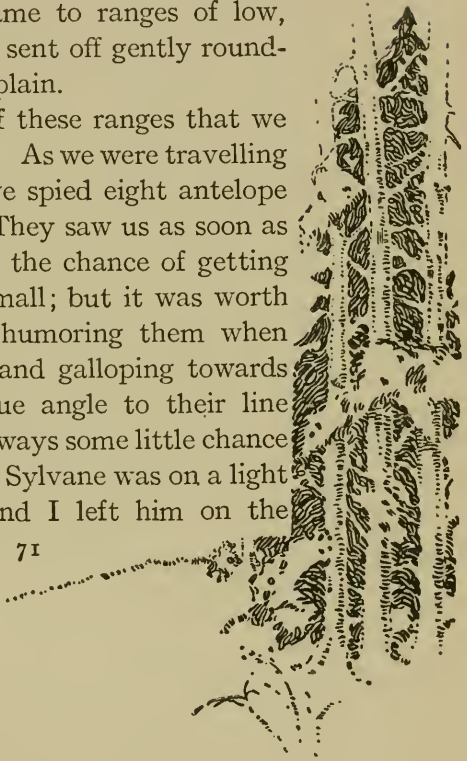 me to ranges of low,
sent off gently round-
plain.
f these ranges that we
As we were travelling
e spied eight antelope
They saw us as soon as
the chance of getting
mall; but it was worth
humoring them when
and galloping towards
ue angle to their line
ways some little chance
Sylvane was on a light
nd I left him on the
71